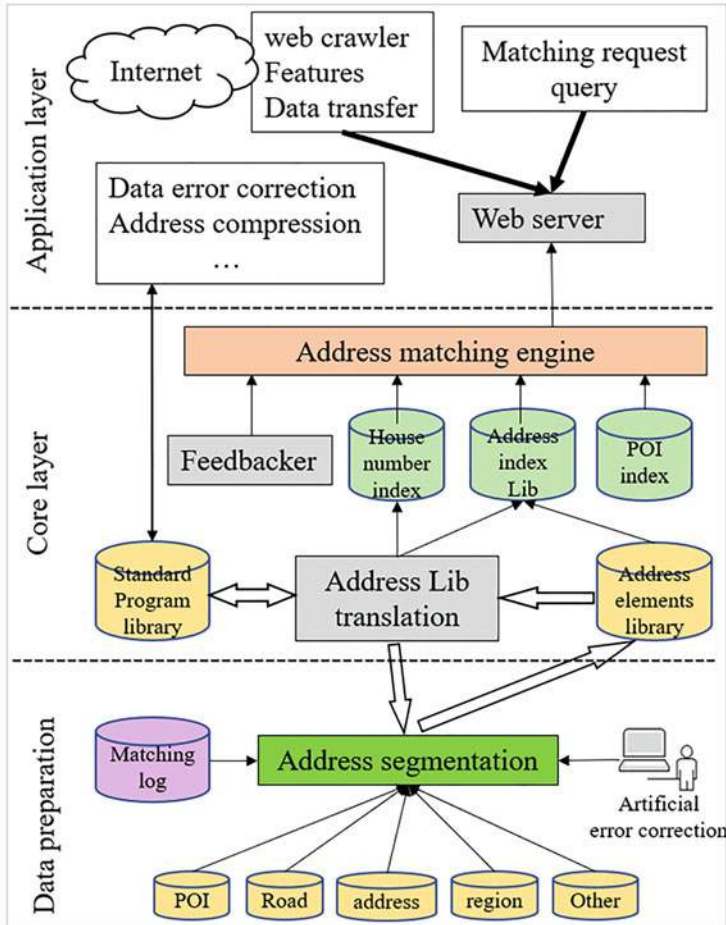 Application layer
Internet
web crawler
Features
Data transfer
Matching request
query
Data error correction
Address compression
...
Web server
Core layer
Address matching engine
Feedbacker
House
number
index
Address
index
Lib
POI
index
Standard
Program
library
Address Lib
translation
Address
elements
library
Data preparation
Matching
log
Address segmentation
Artificial
error correction
POI
Road
address
region
Other